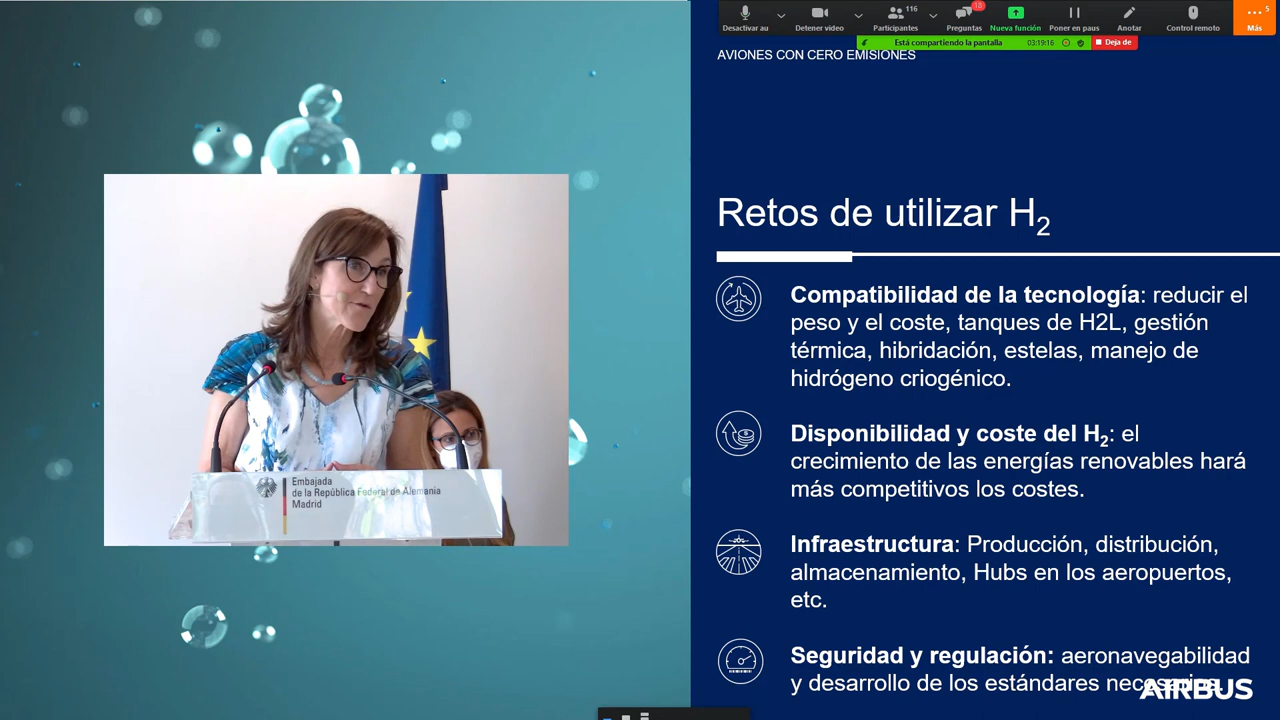 116
18
5
Desactivar au
Detener video
Participantes
Preguntas
Nueva función
Poner en paus
Anotar
Control remoto
Más
Está compartiendo la pantalla
03:19:16
Deja de
AVIONES CON CERO EMISIONES
Retos de utilizar H₂
Compatibilidad de la tecnología: reducir el
peso y el coste, tanques de H2L, gestión
térmica, hibridación, estelas, manejo de
hidrógeno criogénico.
Disponibilidad y coste del H₂: el
crecimiento de las energías renovables hará
más competitivos los costes.
Infraestructura: Producción, distribución,
almacenamiento, Hubs en los aeropuertos,
etc.
Seguridad y regulación: aeronavegabilidad
y desarrollo de los estándares
AIRBUS
Embajada
de la República Federal de Alemania
Madrid